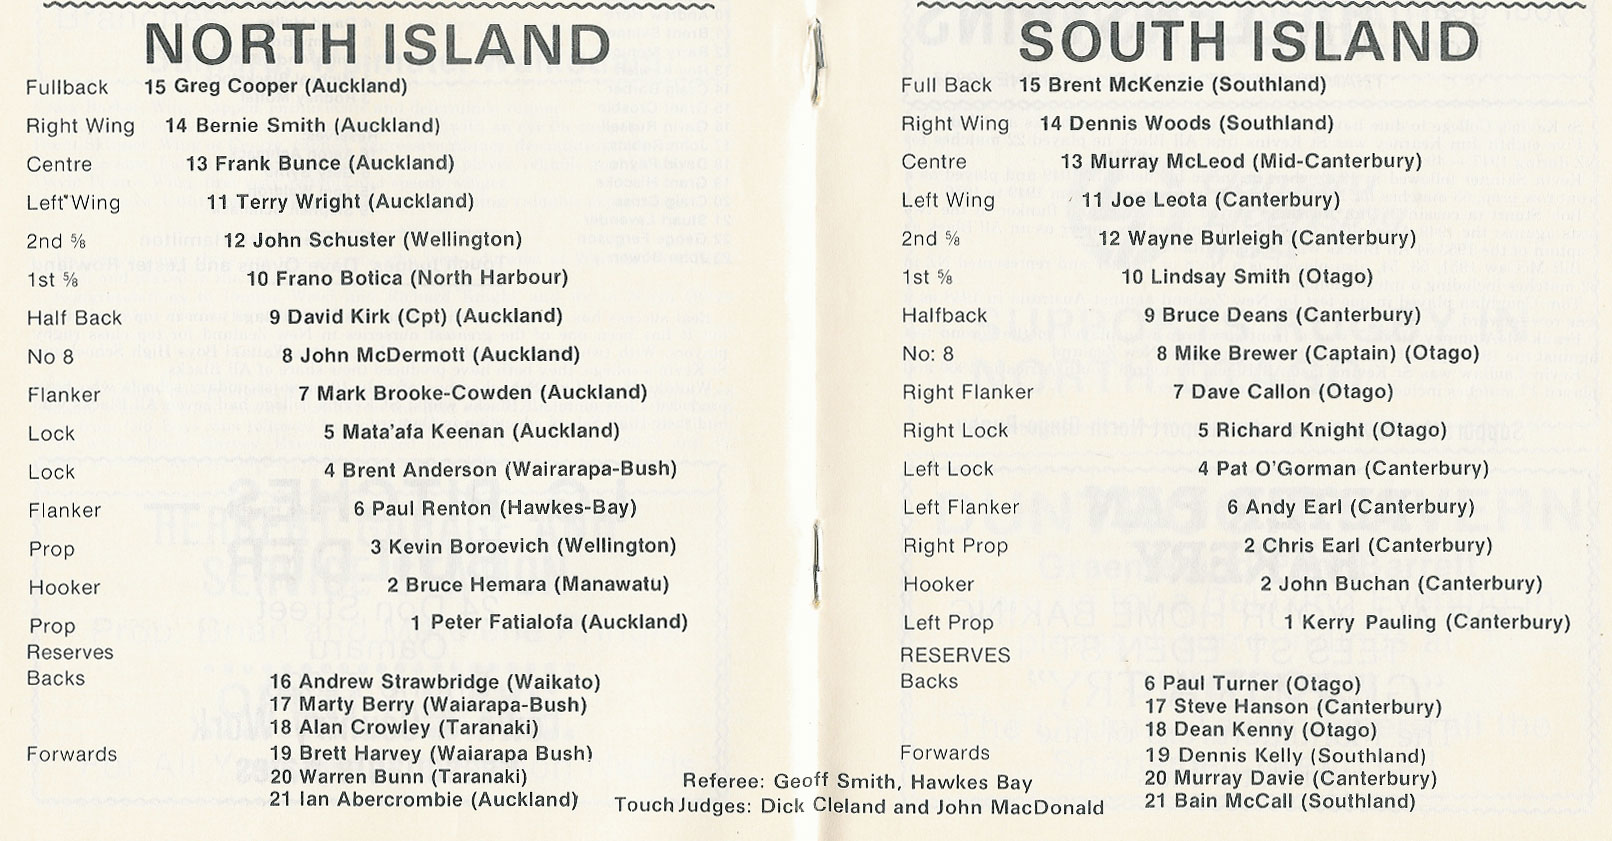 NORTH ISLAND
Fullback 15 Greg Cooper (Auckland)
Right Wing 14 Bernie Smith (Auckland)
Centre 13 Frank Bunce (Auckland)
Left Wing 11 Terry Wright (Auckland)
2nd ⅝ 12 John Schuster (Wellington)
1st ⅝ 10 Frano Botica (North Harbour)
Half Back 9 David Kirk (Cpt) (Auckland)
No 8 8 John McDermott (Auckland)
Flanker 7 Mark Brooke-Cowden (Auckland)
Lock 5 Mata'afa Keenan (Auckland)
Lock 4 Brent Anderson (Wairarapa-Bush)
Flanker 6 Paul Renton (Hawkes-Bay)
Prop 3 Kevin Boroevich (Wellington)
Hooker 2 Bruce Hemara (Manawatu)
Prop 1 Peter Fatialofa (Auckland)
Reserves
Backs 16 Andrew Strawbridge (Waikato)
17 Marty Berry (Waiarapa-Bush)
18 Alan Crowley (Taranaki)
Forwards 19 Brett Harvey (Waiarapa Bush)
20 Warren Bunn (Taranaki)
21 Ian Abercrombie (Auckland)
SOUTH ISLAND
Full Back 15 Brent McKenzie (Southland)
Right Wing 14 Dennis Woods (Southland)
Centre 13 Murray McLeod (Mid-Canterbury)
Left Wing 11 Joe Leota (Canterbury)
2nd ⅝ 12 Wayne Burleigh (Canterbury)
1st ⅝ 10 Lindsay Smith (Otago)
Halfback 9 Bruce Deans (Canterbury)
No: 8 8 Mike Brewer (Captain) (Otago)
Right Flanker 7 Dave Callon (Otago)
Right Lock 5 Richard Knight (Otago)
Left Lock 4 Pat O'Gorman (Canterbury)
Left Flanker 6 Andy Earl (Canterbury)
Right Prop 2 Chris Earl (Canterbury)
Hooker 2 John Buchan (Canterbury)
Left Prop 1 Kerry Pauling (Canterbury)
RESERVES
Backs 6 Paul Turner (Otago)
17 Steve Hanson (Canterbury)
18 Dean Kenny (Otago)
Forwards 19 Dennis Kelly (Southland)
20 Murray Davie (Canterbury)
21 Bain McCall (Southland)
Referee: Geoff Smith, Hawkes Bay
Touch Judges: Dick Cleland and John MacDonald